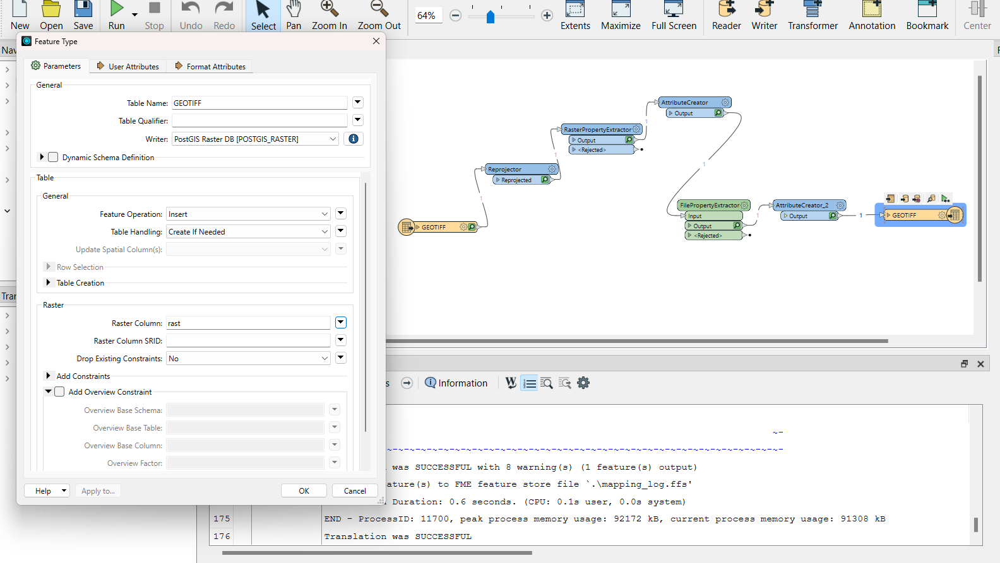 New Open Save Run Stop Undo Redo Select Pan Zoom In Zoom Out 64% Extents Maximize Full Screen Reader Writer Transformer Annotation Bookmark Center
Nav
Feature Type
Parameters User Attributes Format Attributes
General
Table Name: GEOTIFF
Table Qualifier:
Writer: PostGIS Raster DB [POSTGIS_RASTER]
Dynamic Schema Definition
Table
General
Feature Operation: Insert
Table Handling: Create If Needed
Update Spatial Column(s):
Row Selection
Table Creation
Raster
Raster Column: rast
Raster Column SRID:
Drop Existing Constraints: No
Add Constraints
Add Overview Constraint
Overview Base Schema:
Overview Base Table:
Overview Base Column:
Overview Factor:
Help Apply to... OK Cancel
Tran
GEOTIFF
1
Reprojector
Reprojected
1
RasterPropertyExtractor
Output
<Rejected>
1
AttributeCreator
Output
1
FilePropertyExtractor
Input
Output
<Rejected>
1
AttributeCreator_2
Output
1
GEOTIFF
s Information
~-
~-~-~-~-~-~-~-~-~-~-~-~-~-~-~-~-~-~-~-~-~-~-~-~-~-~-~-~-~-~-~-~-~-~-~-~-
was SUCCESSFUL with 8 warning(s) (1 feature(s) output)
ature(s) to FME feature store file `.\mapping_log.ffs'
Duration: 0.6 seconds. (CPU: 0.1s user, 0.0s system)
175 END - ProcessID: 11700, peak process memory usage: 92172 kB, current process memory usage: 91308 kB
176 Translation was SUCCESSFUL